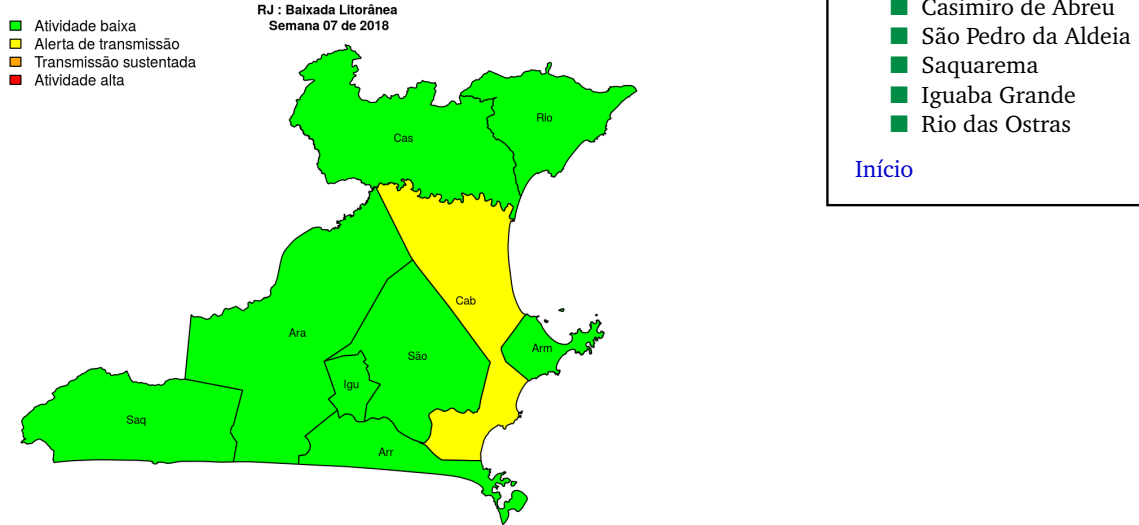 RJ : Baixada Litorânea
Semana 07 de 2018
Atividade baixa
Alerta de transmissão
Transmissão sustentada
Atividade alta
Rio
Cas
Cab
Ara
Arm
São
Igu
Saq
Arr
Casimiro de Abreu
São Pedro da Aldeia
Saquarema
Iguaba Grande
Rio das Ostras
Início